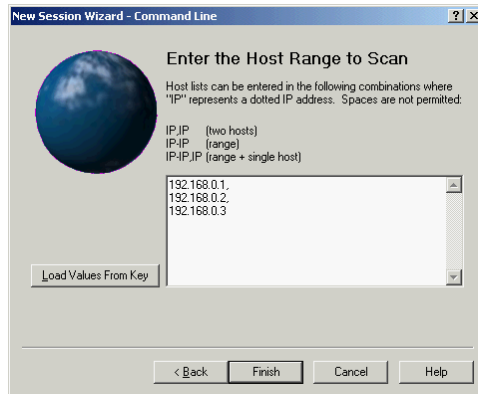 New Session Wizard - Command Line
Enter the Host Range to Scan
Host lists can be entered in the following combinations where
"IP" represents a dotted IP address. Spaces are not permitted:
IP,IP (two hosts)
IP-IP (range)
IP-IP,IP (range + single host)
192.168.0.1,
192.168.0.2,
192.168.0.3
Load Values From Key
< Back Finish Cancel Help